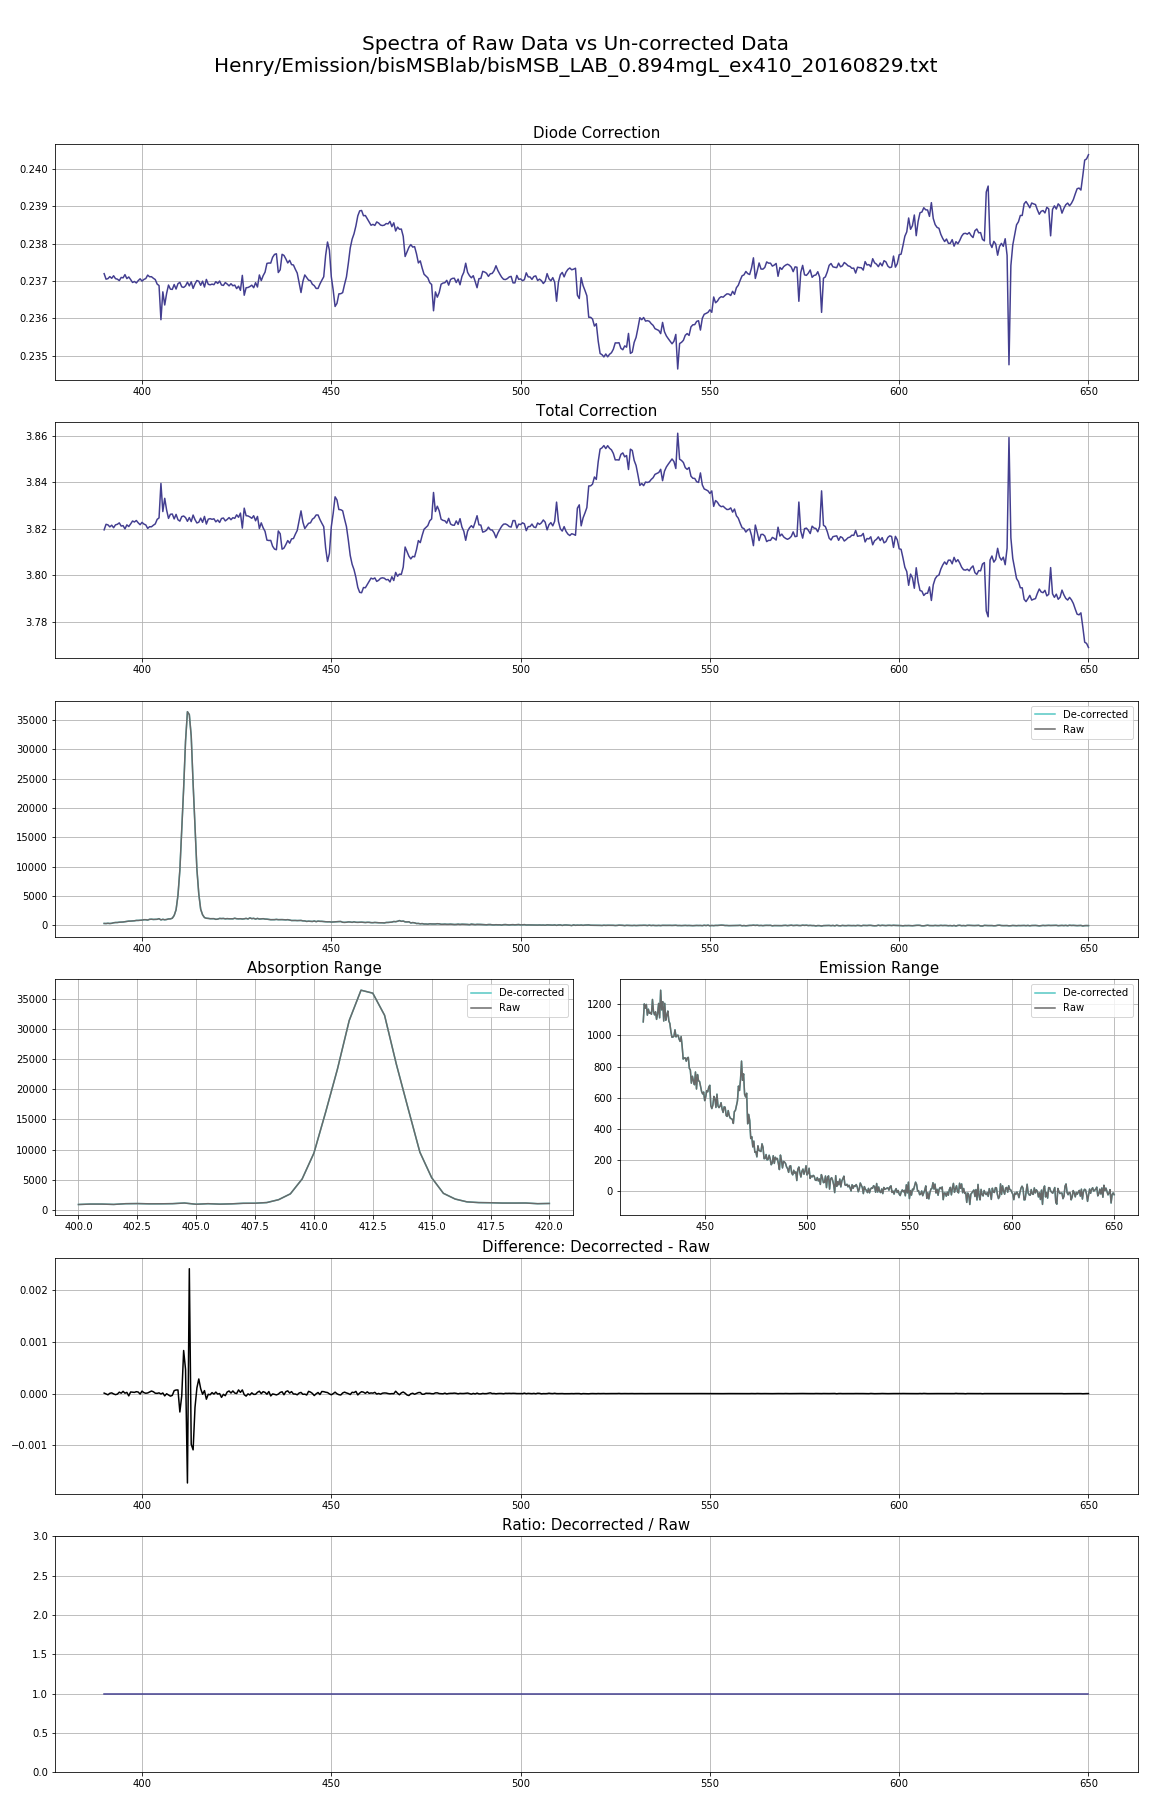 Spectra of Raw Data vs Un-corrected Data
Henry/Emission/bisMSBlab/bisMSB_LAB_0.894mgL_ex410_20160829.txt
Diode Correction
0.240
0.239
0.238
0.237
0.236
0.235
400 450 500 550 600 650
Total Correction
3.86
3.84
3.82
3.80
3.78
400 450 500 550 600 650
De-corrected
Raw
35000
30000
25000
20000
15000
10000
5000
0
400 450 500 550 600 650
Absorption Range
De-corrected
Raw
35000
30000
25000
20000
15000
10000
5000
0
400.0 402.5 405.0 407.5 410.0 412.5 415.0 417.5 420.0
Emission Range
De-corrected
Raw
1200
1000
800
600
400
200
0
450 500 550 600 650
Difference: Decorrected - Raw
0.002
0.001
0.000
−0.001
400 450 500 550 600 650
Ratio: Decorrected / Raw
3.0
2.5
2.0
1.5
1.0
0.5
0.0
400 450 500 550 600 650